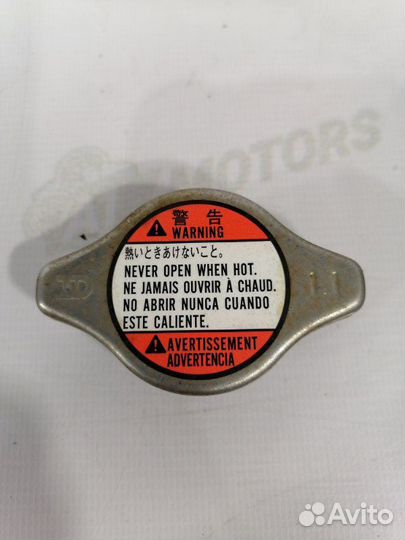 MOTORS
警告
WARNING
熱いときあけないこと。
NEVER OPEN WHEN HOT.
NE JAMAIS OUVRIR À CHAUD.
NO ABRIR NUNCA CUANDO
ESTE CALIENTE.
1.1
AVERTISSEMENT
ADVERTENCIA
Avito